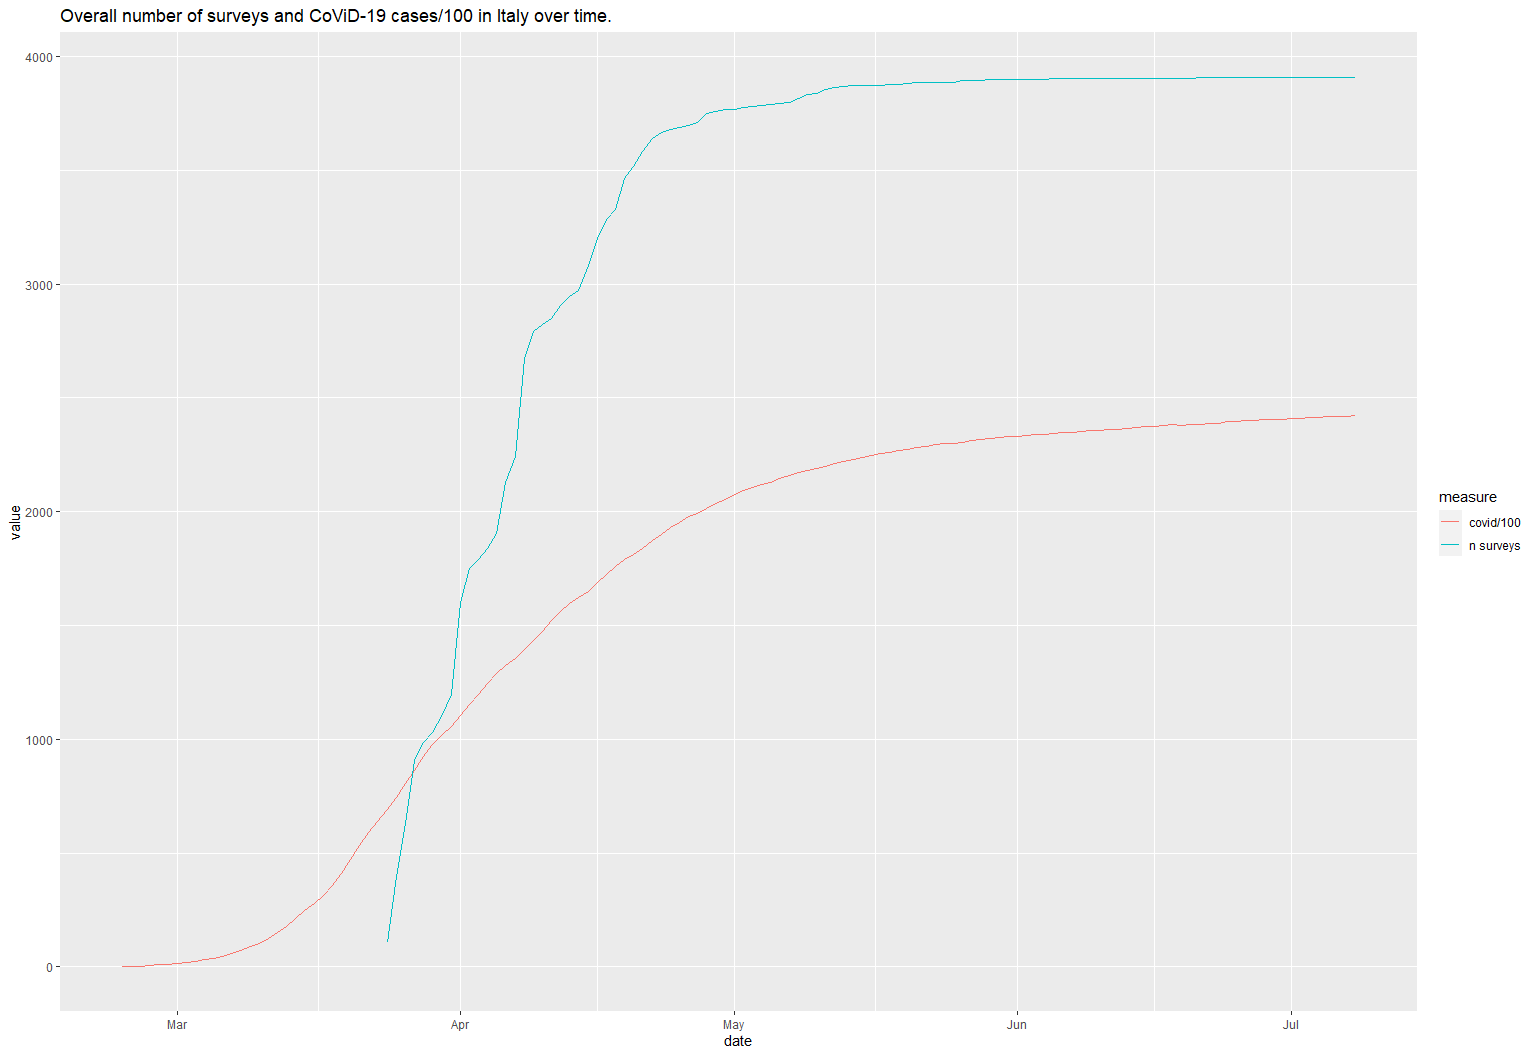 Overall number of surveys and CoViD-19 cases/100 in Italy over time.
4000
3000
2000
1000
0
value
Mar Apr May Jun Jul
date
measure
covid/100
n surveys